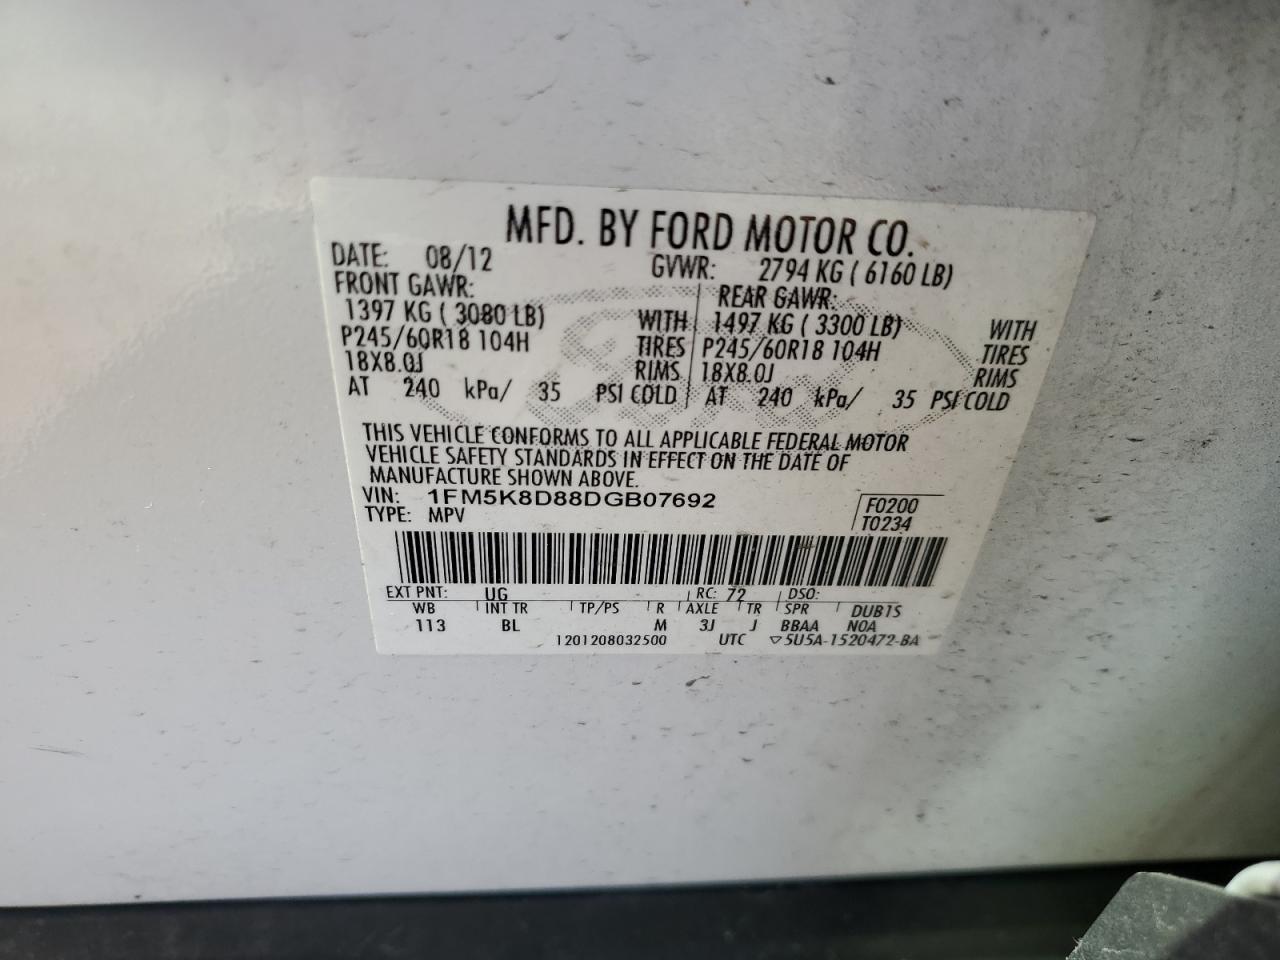 MFD. BY FORD MOTOR CO.
DATE: 08/12 GVWR: 2794 KG ( 6160 LB)
FRONT GAWR: REAR GAWR:
1397 KG ( 3080 LB) WITH 1497 KG ( 3300 LB) WITH
P245/60R18 104H TIRES P245/60R18 104H TIRES
18X8.0J RIMS 18X8.0J RIMS
AT 240 kPa/ 35 PSI COLD AT 240 kPa/ 35 PSI COLD
THIS VEHICLE CONFORMS TO ALL APPLICABLE FEDERAL MOTOR
VEHICLE SAFETY STANDARDS IN EFFECT ON THE DATE OF
MANUFACTURE SHOWN ABOVE.
VIN: 1FM5K8D88DGB07692 F0200
TYPE: MPV T0234
EXT PNT: UG RC: 72 DSO:
WB INT TR TP/PS R AXLE TR SPR DUB1S
113 BL M 3J J BBAA N0A
1201208032500 UTC ▽5U5A-1520472-BA